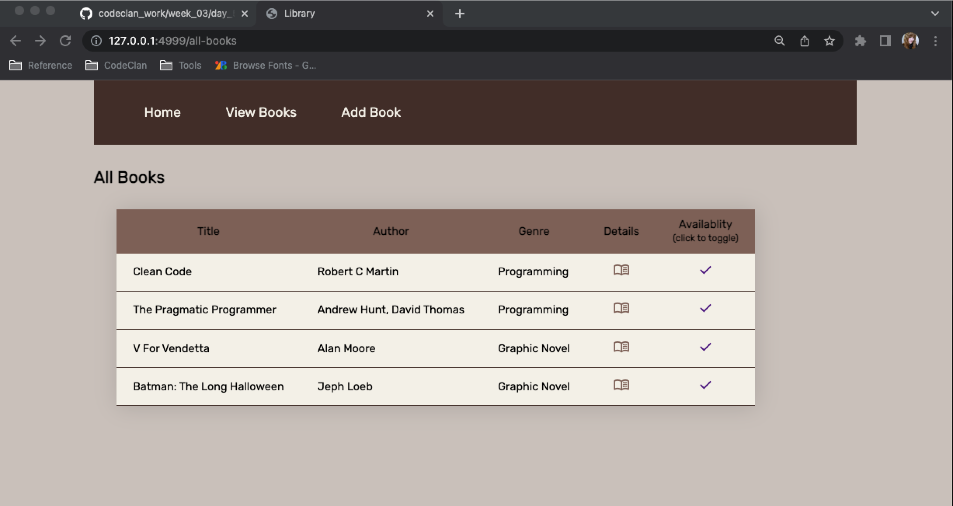 codeclan_work/week_03/day_
Library
127.0.0.1:4999/all-books
Reference CodeClan Tools Browse Fonts - G...
Home View Books Add Book
All Books
Title Author Genre Details Availablity
(click to toggle)
Clean Code Robert C Martin Programming
The Pragmatic Programmer Andrew Hunt, David Thomas Programming
V For Vendetta Alan Moore Graphic Novel
Batman: The Long Halloween Jeph Loeb Graphic Novel